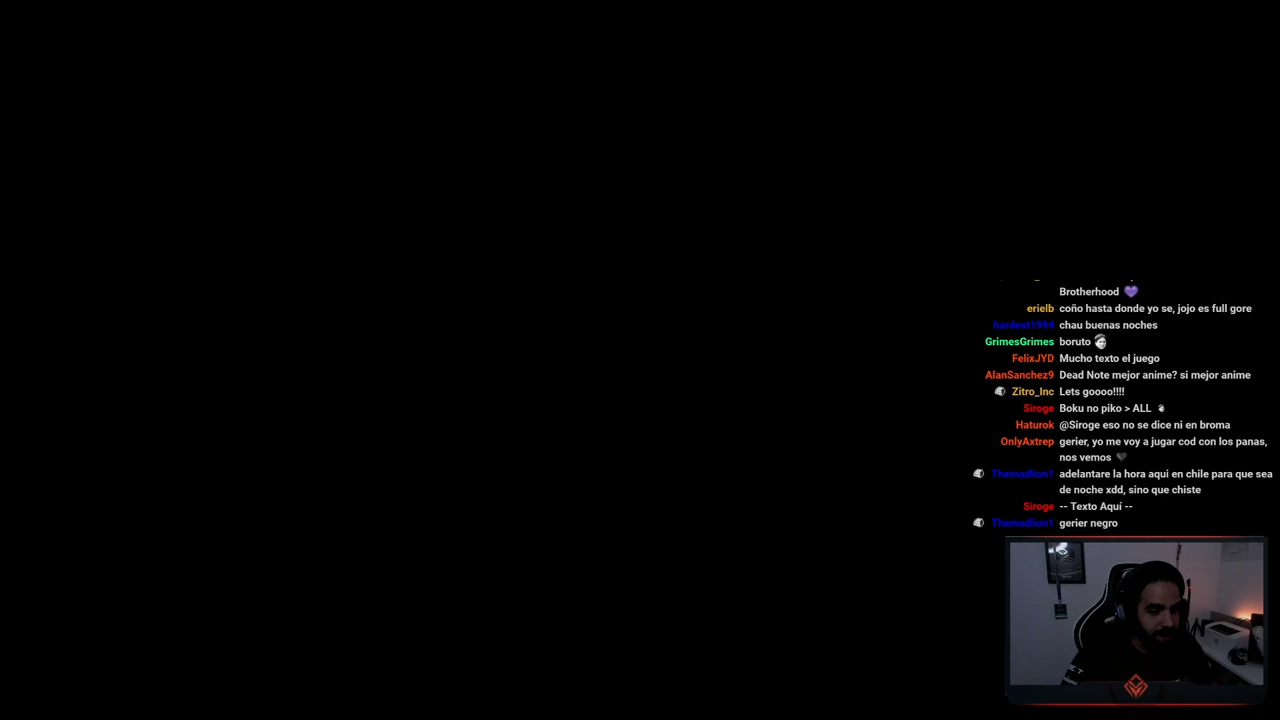 Brotherhood
erielb coño hasta donde yo se, jojo es full gore
hardest1994 chau buenas noches
GrimesGrimes boruto
FelixJYD Mucho texto el juego
AlanSanchez9 Dead Note mejor anime? si mejor anime
Zitro_Inc Lets goooo!!!!
Siroge Boku no piko > ALL
Haturok @Siroge eso no se dice ni en broma
OnlyAxtrep gerier, yo me voy a jugar cod con los panas,
nos vemos
Themadlion1 adelantare la hora aqui en chile para que sea
de noche xdd, sino que chiste
Siroge -- Texto Aquí --
Themadlion1 gerier negro